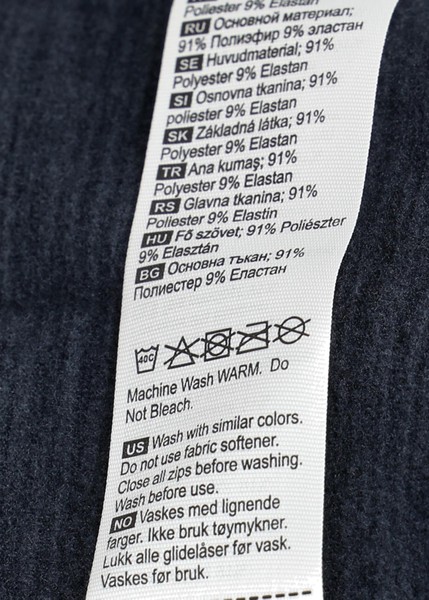 Poliester 9% Elastan
RU Основной материал;
91% Полиэфир 9% эластан
SE Huvudmaterial; 91%
Polyester 9% Elastan
SI Osnovna tkanina; 91%
poliester 9% Elastan
SK Základná látka; 91%
Polyester 9% Elastan
TR Ana kumaş; 91%
Polyester 9% Elastan
RS Glavna tkanina; 91%
Poliester 9% Elastin
HU Fő szövet; 91% Poliészter
9% Elasztán
BG Основна тъкан; 91%
Полиестер 9% Еластан
40C
Machine Wash WARM. Do
Not Bleach.
US Wash with similar colors.
Do not use fabric softener.
Close all zips before washing.
Wash before use.
NO Vaskes med lignende
farger. Ikke bruk tøymykner.
Lukk alle glidelåser før vask.
Vaskes før bruk.